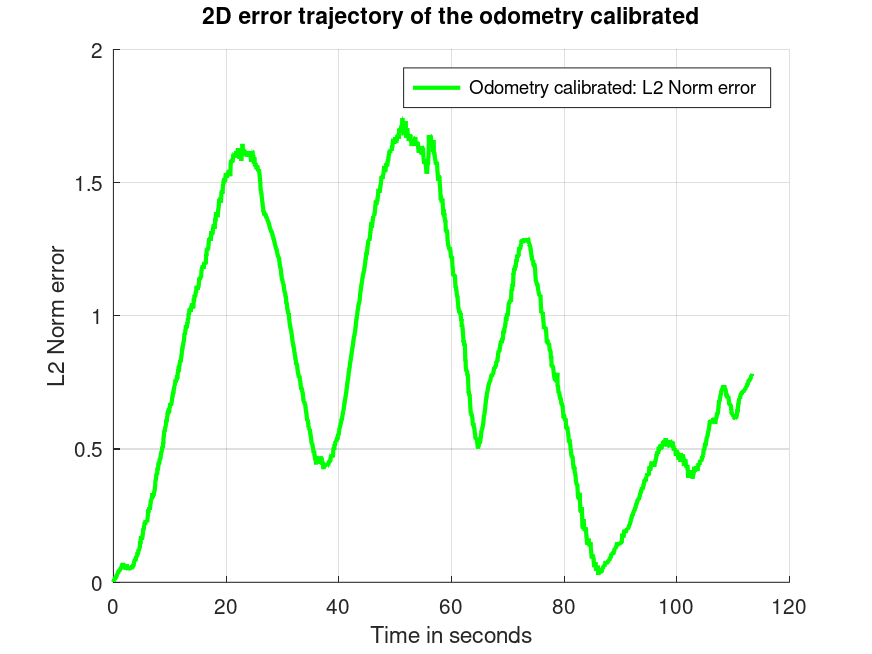 2D error trajectory of the odometry calibrated
2
Odometry calibrated: L2 Norm error
1.5
1
0.5
0
L2 Norm error
0 20 40 60 80 100 120
Time in seconds